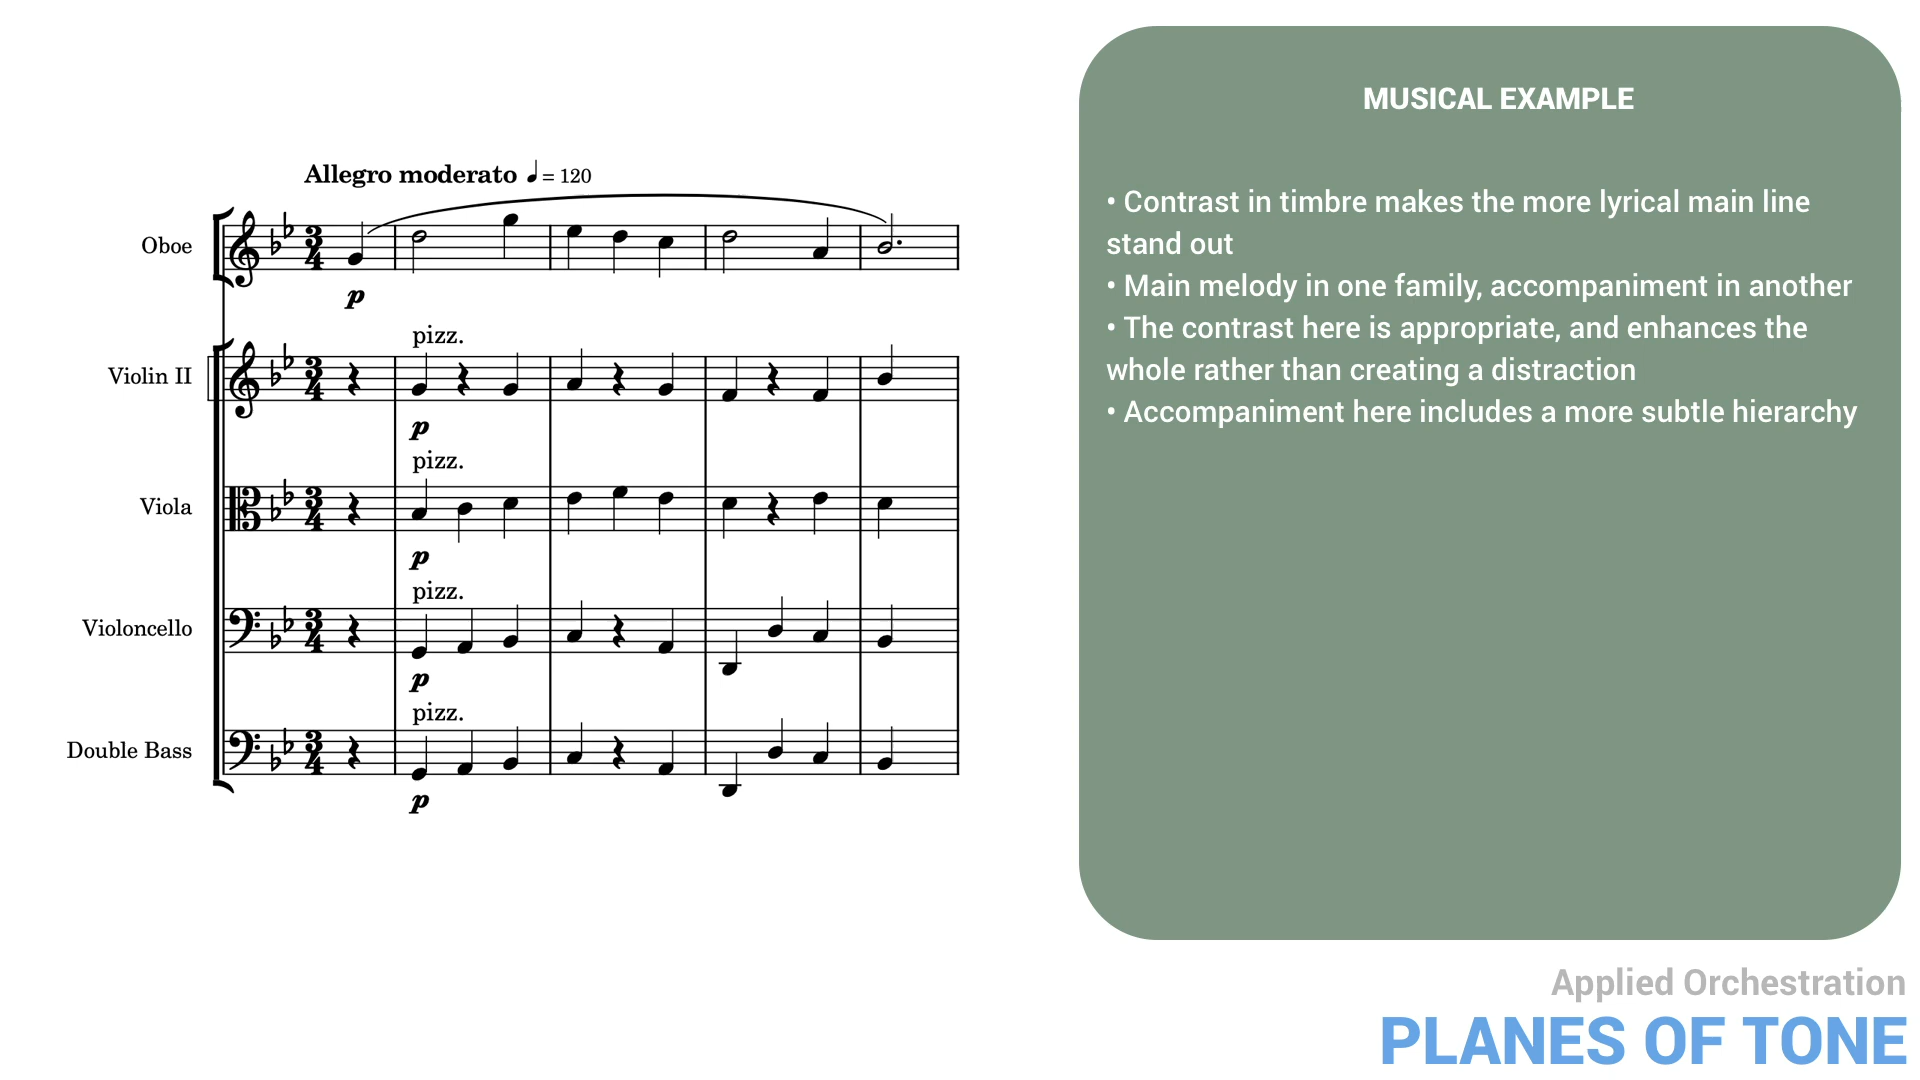 Allegro moderato ♩= 120
Oboe
p
pizz.
Violin II
p
pizz.
Viola
p
pizz.
Violoncello
p
pizz.
Double Bass
p
MUSICAL EXAMPLE
• Contrast in timbre makes the more lyrical main line
stand out
• Main melody in one family, accompaniment in another
• The contrast here is appropriate, and enhances the
whole rather than creating a distraction
• Accompaniment here includes a more subtle hierarchy
Applied Orchestration
PLANES OF TONE